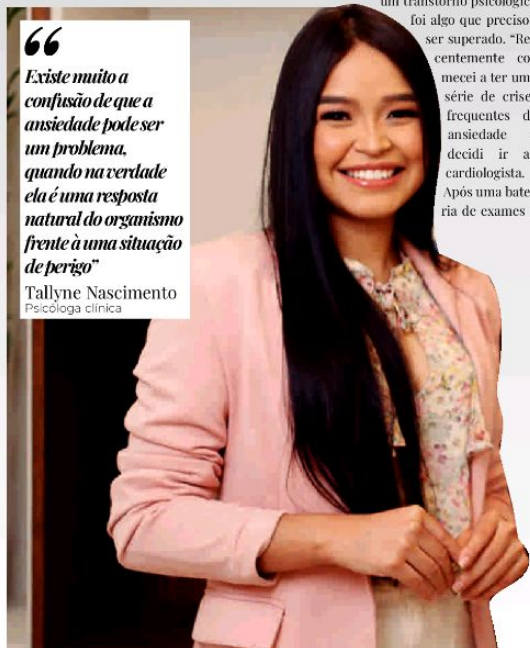 “
Existe muito a
confusão de que a
ansiedade pode ser
um problema,
quando na verdade
ela é uma resposta
natural do organismo
frente à uma situação
de perigo”
Tallyne Nascimento
Psicóloga clínica
um transtorno psicológic
foi algo que preciso
ser superado. “Re
centemente co
mecei a ter um
série de crise
frequentes d
ansiedade
decidi ir a
cardiologista.
Após uma bate
ria de exames